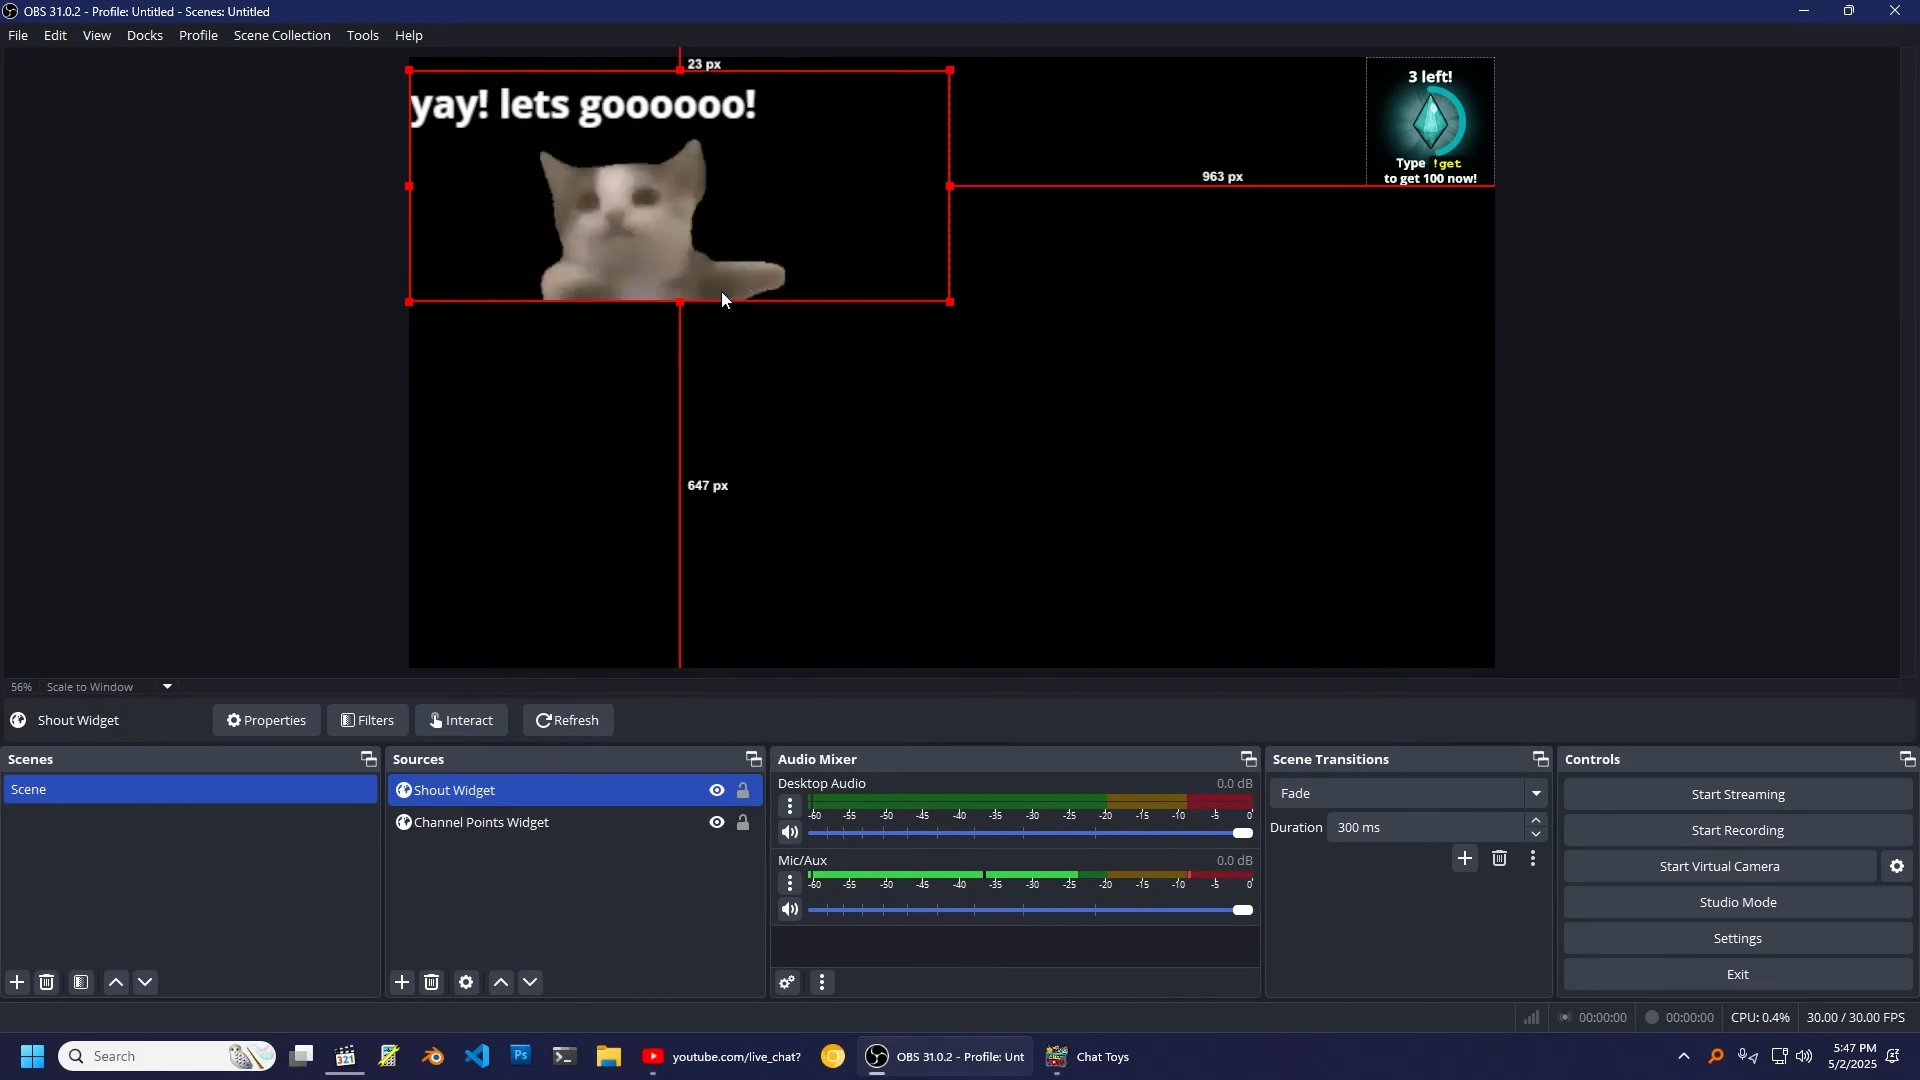 OBS 31.0.2 - Profile: Untitled - Scenes: Untitled
File Edit View Docks Profile Scene Collection Tools Help
23 px
yay! lets goooooo!
3 left!
Type !get
to get 100 now!
963 px
647 px
56% Scale to Window
Shout Widget Properties Filters Interact Refresh
Scenes
Scene
Sources
Shout Widget
Channel Points Widget
Audio Mixer
Desktop Audio 0.0 dB
-60 -55 -50 -45 -40 -35 -30 -25 -20 -15 -10 -5 0
Mic/Aux 0.0 dB
-60 -55 -50 -45 -40 -35 -30 -25 -20 -15 -10 -5 0
Scene Transitions
Fade
Duration 300 ms
Controls
Start Streaming
Start Recording
Start Virtual Camera
Studio Mode
Settings
Exit
00:00:00 00:00:00 CPU: 0.4% 30.00 / 30.00 FPS
Search
321
Ps
youtube.com/live_chat?
OBS 31.0.2 - Profile: Unt
Chat Toys
5:47 PM
5/2/2025